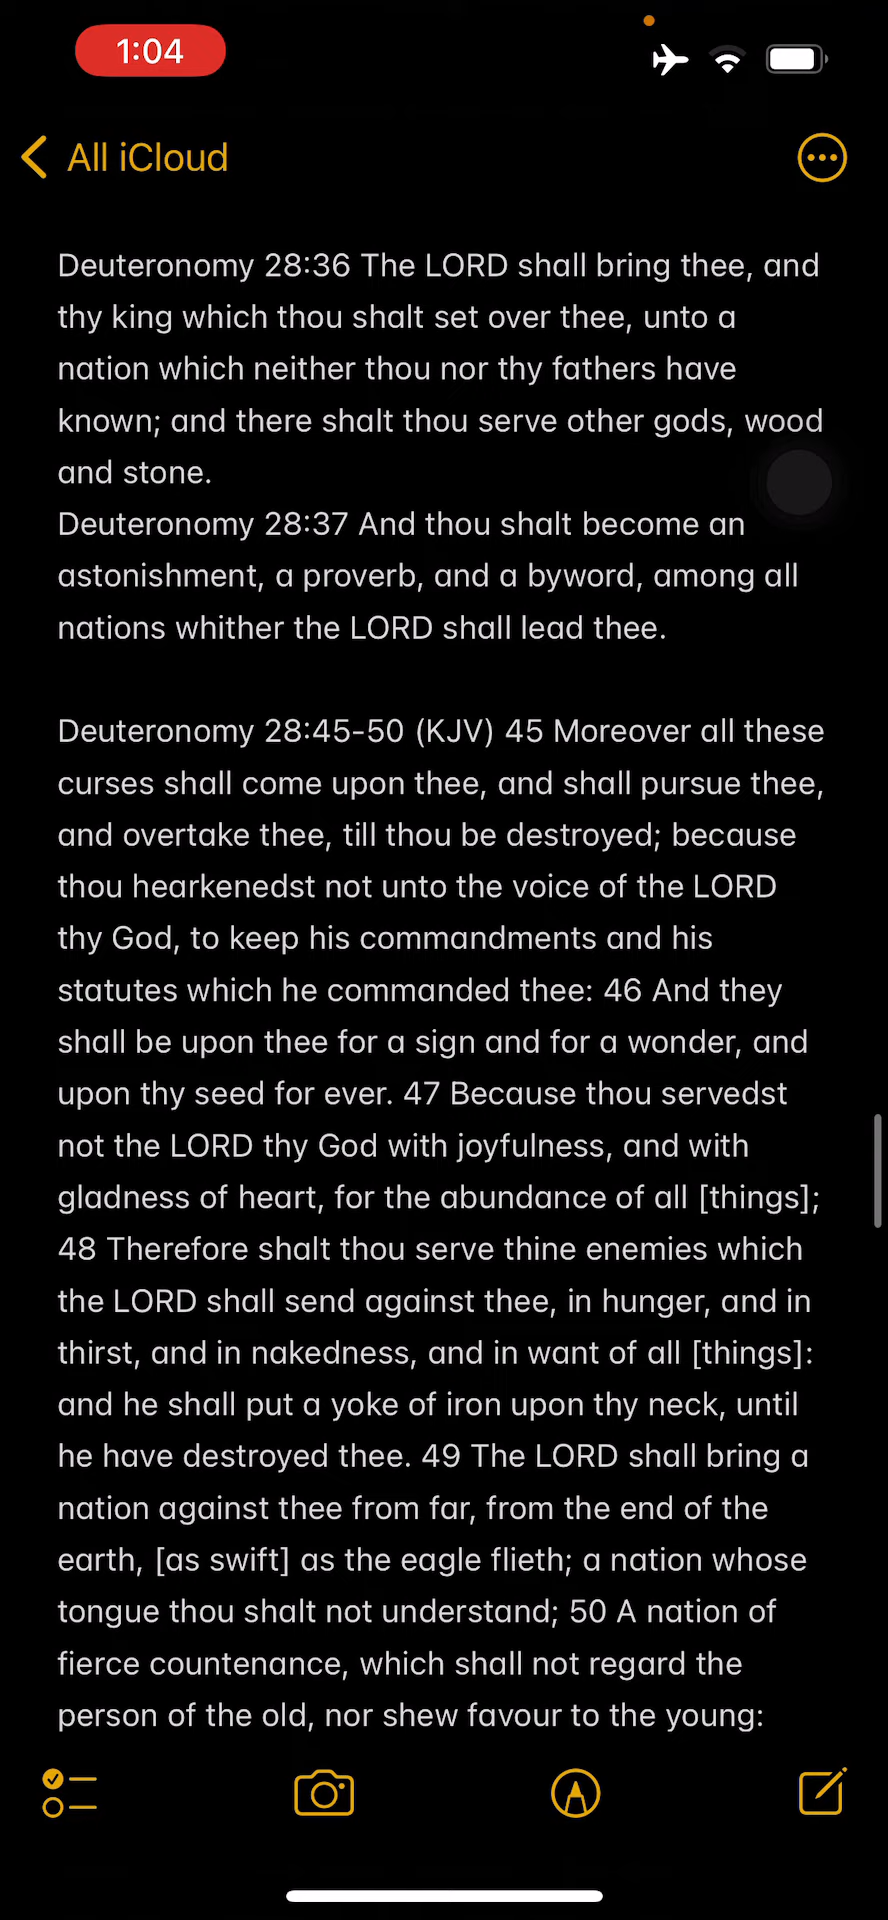 1:04
All iCloud
Deuteronomy 28:36 The LORD shall bring thee, and
thy king which thou shalt set over thee, unto a
nation which neither thou nor thy fathers have
known; and there shalt thou serve other gods, wood
and stone.
Deuteronomy 28:37 And thou shalt become an
astonishment, a proverb, and a byword, among all
nations whither the LORD shall lead thee.
Deuteronomy 28:45-50 (KJV) 45 Moreover all these
curses shall come upon thee, and shall pursue thee,
and overtake thee, till thou be destroyed; because
thou hearkenedst not unto the voice of the LORD
thy God, to keep his commandments and his
statutes which he commanded thee: 46 And they
shall be upon thee for a sign and for a wonder, and
upon thy seed for ever. 47 Because thou servedst
not the LORD thy God with joyfulness, and with
gladness of heart, for the abundance of all [things];
48 Therefore shalt thou serve thine enemies which
the LORD shall send against thee, in hunger, and in
thirst, and in nakedness, and in want of all [things]:
and he shall put a yoke of iron upon thy neck, until
he have destroyed thee. 49 The LORD shall bring a
nation against thee from far, from the end of the
earth, [as swift] as the eagle flieth; a nation whose
tongue thou shalt not understand; 50 A nation of
fierce countenance, which shall not regard the
person of the old, nor shew favour to the young: